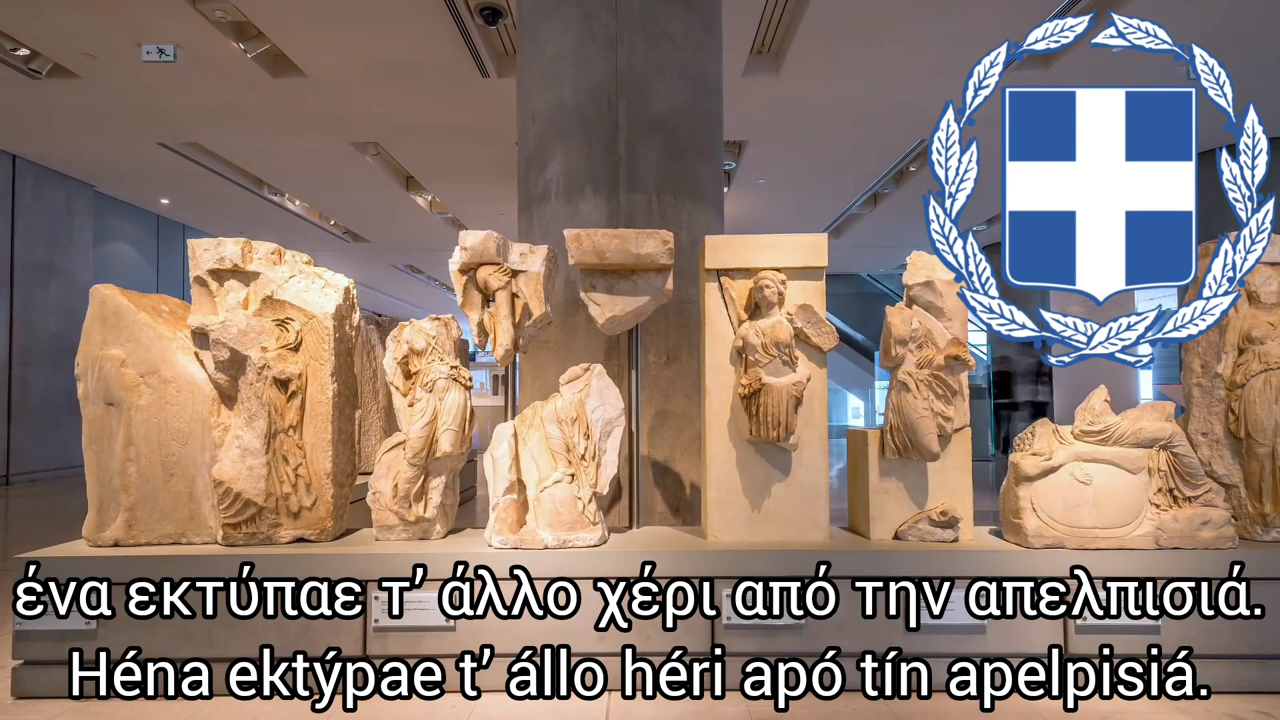 ένα εκτύπαε τ’ άλλο χέρι από την απελπισιά.
Héna ektýpae t’ állo héri apó tín apelpisiá.